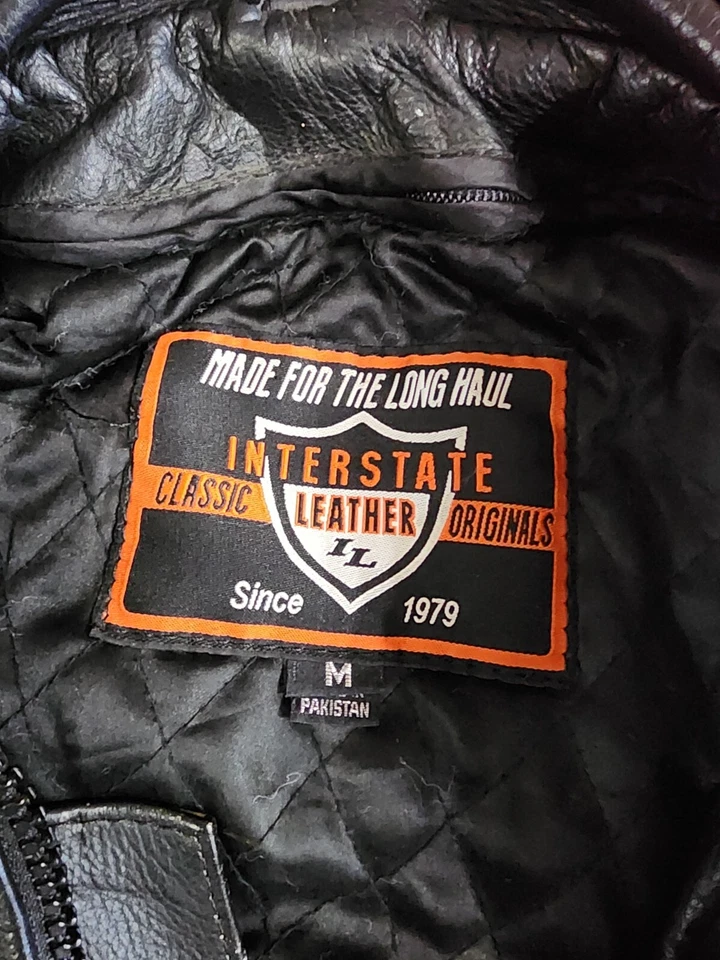 MADE FOR THE LONG HAUL
INTERSTATE
CLASSIC LEATHER ORIGINALS
IL
Since 1979
M
PAKISTAN